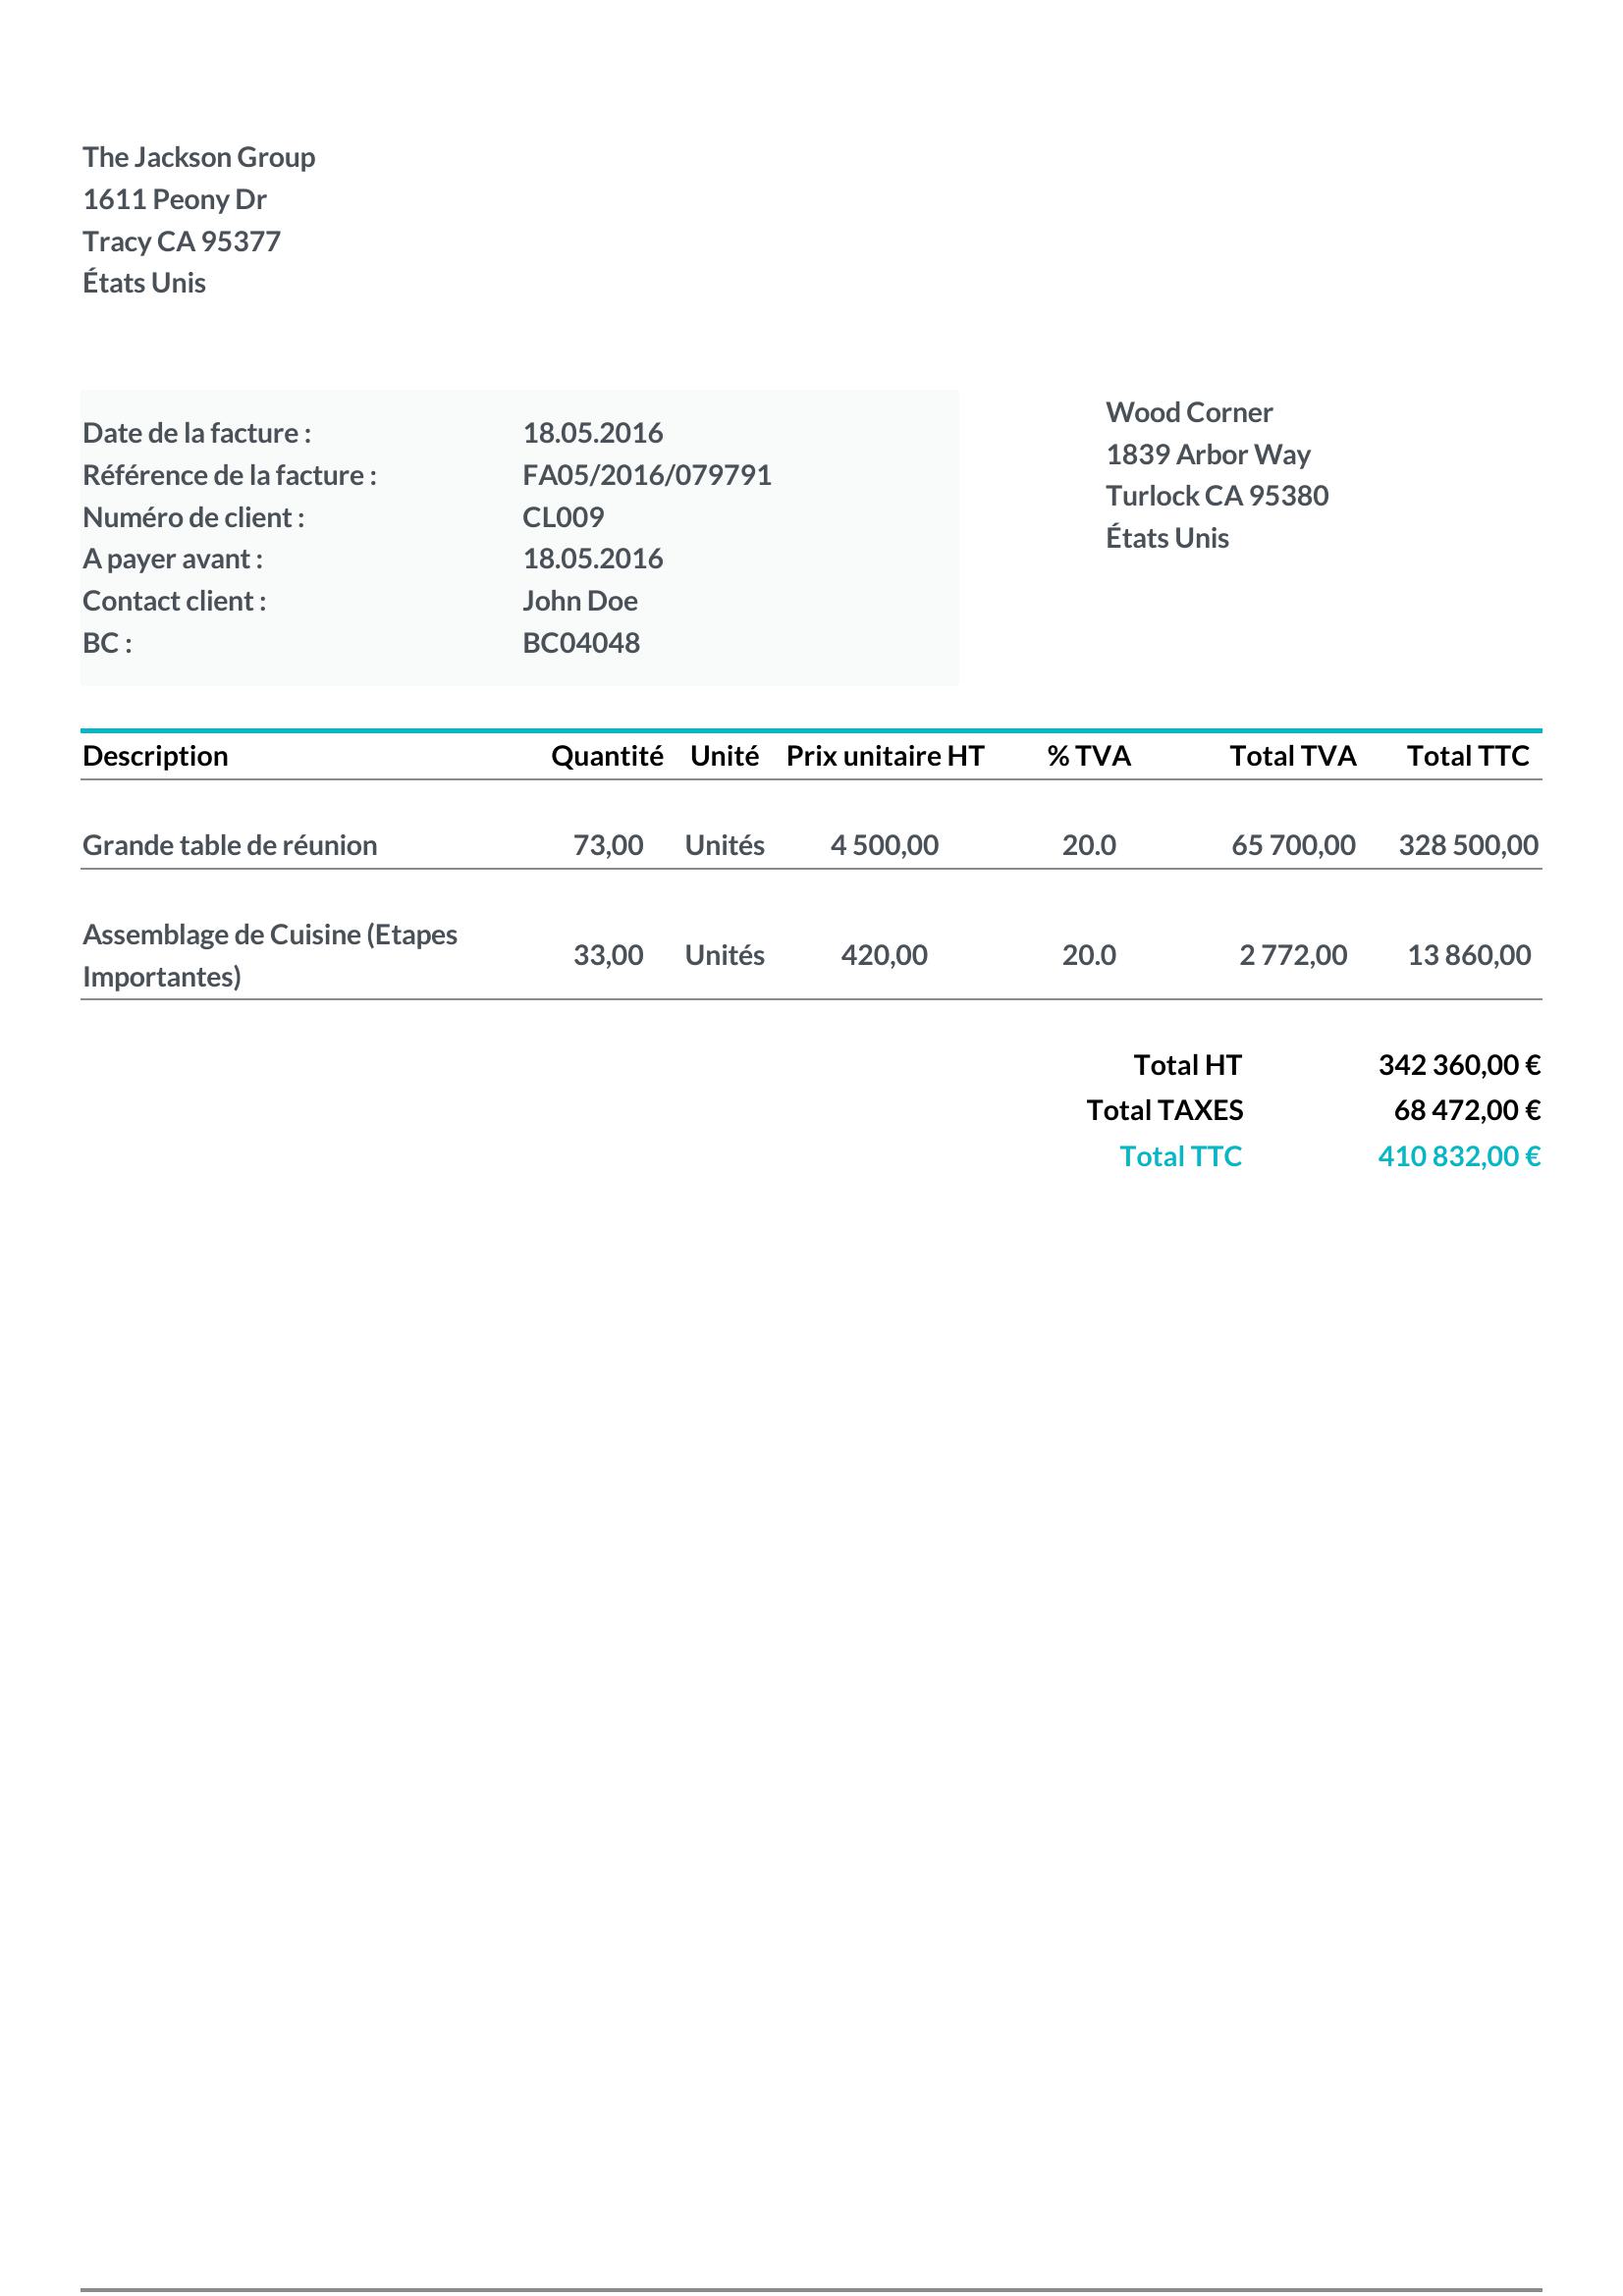 The Jackson Group
1611 Peony Dr
Tracy CA 95377
États Unis
Date de la facture : 18.05.2016
Référence de la facture : FA05/2016/079791
Numéro de client : CL009
A payer avant : 18.05.2016
Contact client : John Doe
BC : BC04048
Wood Corner
1839 Arbor Way
Turlock CA 95380
États Unis
Description Quantité Unité Prix unitaire HT % TVA Total TVA Total TTC
Grande table de réunion 73,00 Unités 4 500,00 20.0 65 700,00 328 500,00
Assemblage de Cuisine (Etapes
Importantes) 33,00 Unités 420,00 20.0 2 772,00 13 860,00
Total HT 342 360,00 €
Total TAXES 68 472,00 €
Total TTC 410 832,00 €